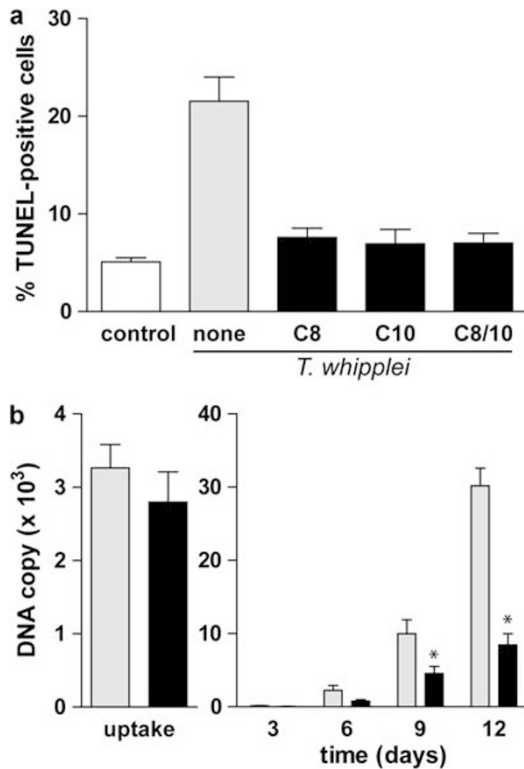 a
% TUNEL-positive cells
30
20
10
0
control none C8 C10 C8/10
T. whipplei
b
DNA copy (x 10³)
4
3
2
1
0
uptake
40
30
20
10
0
* *
3 6 9 12
time (days)